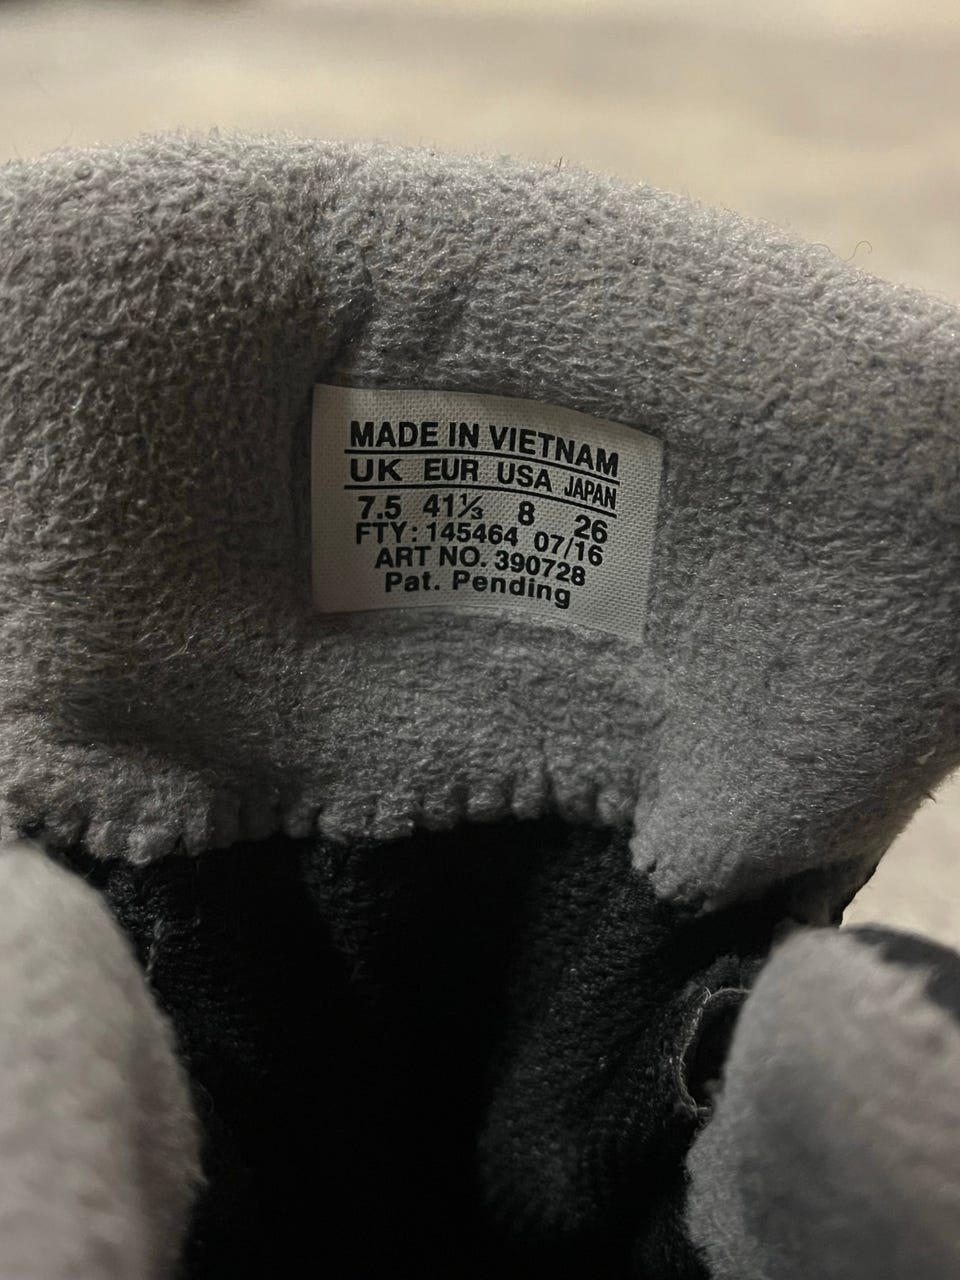 MADE IN VIETNAM
UK EUR USA JAPAN
7.5 41⅓ 8 26
FTY: 145464 07/16
ART NO. 390728
Pat. Pending